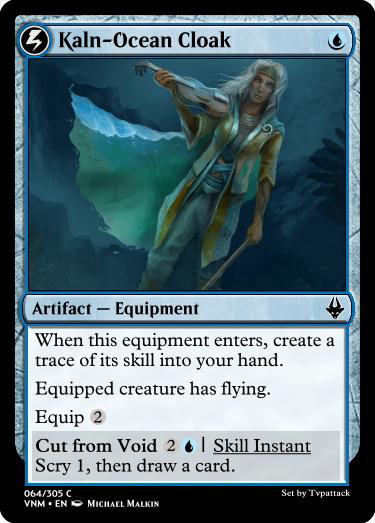 Kaln-Ocean Cloak
Artifact — Equipment
When this equipment enters, create a
trace of its skill into your hand.
Equipped creature has flying.
Equip 2
Cut from Void 2 | Skill Instant
Scry 1, then draw a card.
064/305 C
VNM • EN Michael Malkin
Set by Tvpattack